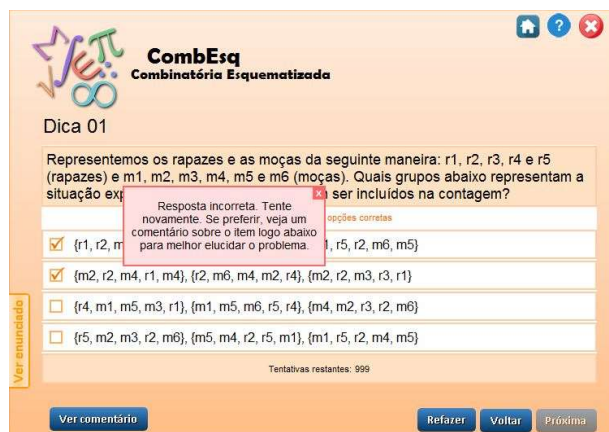 CombEsq
Combinatória Esquematizada
Dica 01
Representemos os rapazes e as moças da seguinte maneira: r1, r2, r3, r4 e r5
(rapazes) e m1, m2, m3, m4, m5 e m6 (moças). Quais grupos abaixo representam a
situação exp ser incluídos na contagem?
Resposta incorreta. Tente
novamente. Se preferir, veja um
comentário sobre o item logo abaixo
para melhor elucidar o problema.
opções corretas
{r1, r2, m 1, r5, r2, m6, m5}
{m2, r2, m4, r1, m4}, {r2, m6, m4, m2, r4}, {m2, r2, m3, r3, r1}
{r4, m1, m5, m3, r1}, {m1, m5, m6, r5, r4}, {m4, m2, r3, r2, m6}
{r5, m2, m3, r2, m6}, {m5, m4, r2, r5, m1}, {m1, r5, r2, m4, m5}
Tentativas restantes: 999
Ver enunciado
Ver comentário
Refazer
Voltar
Próxima